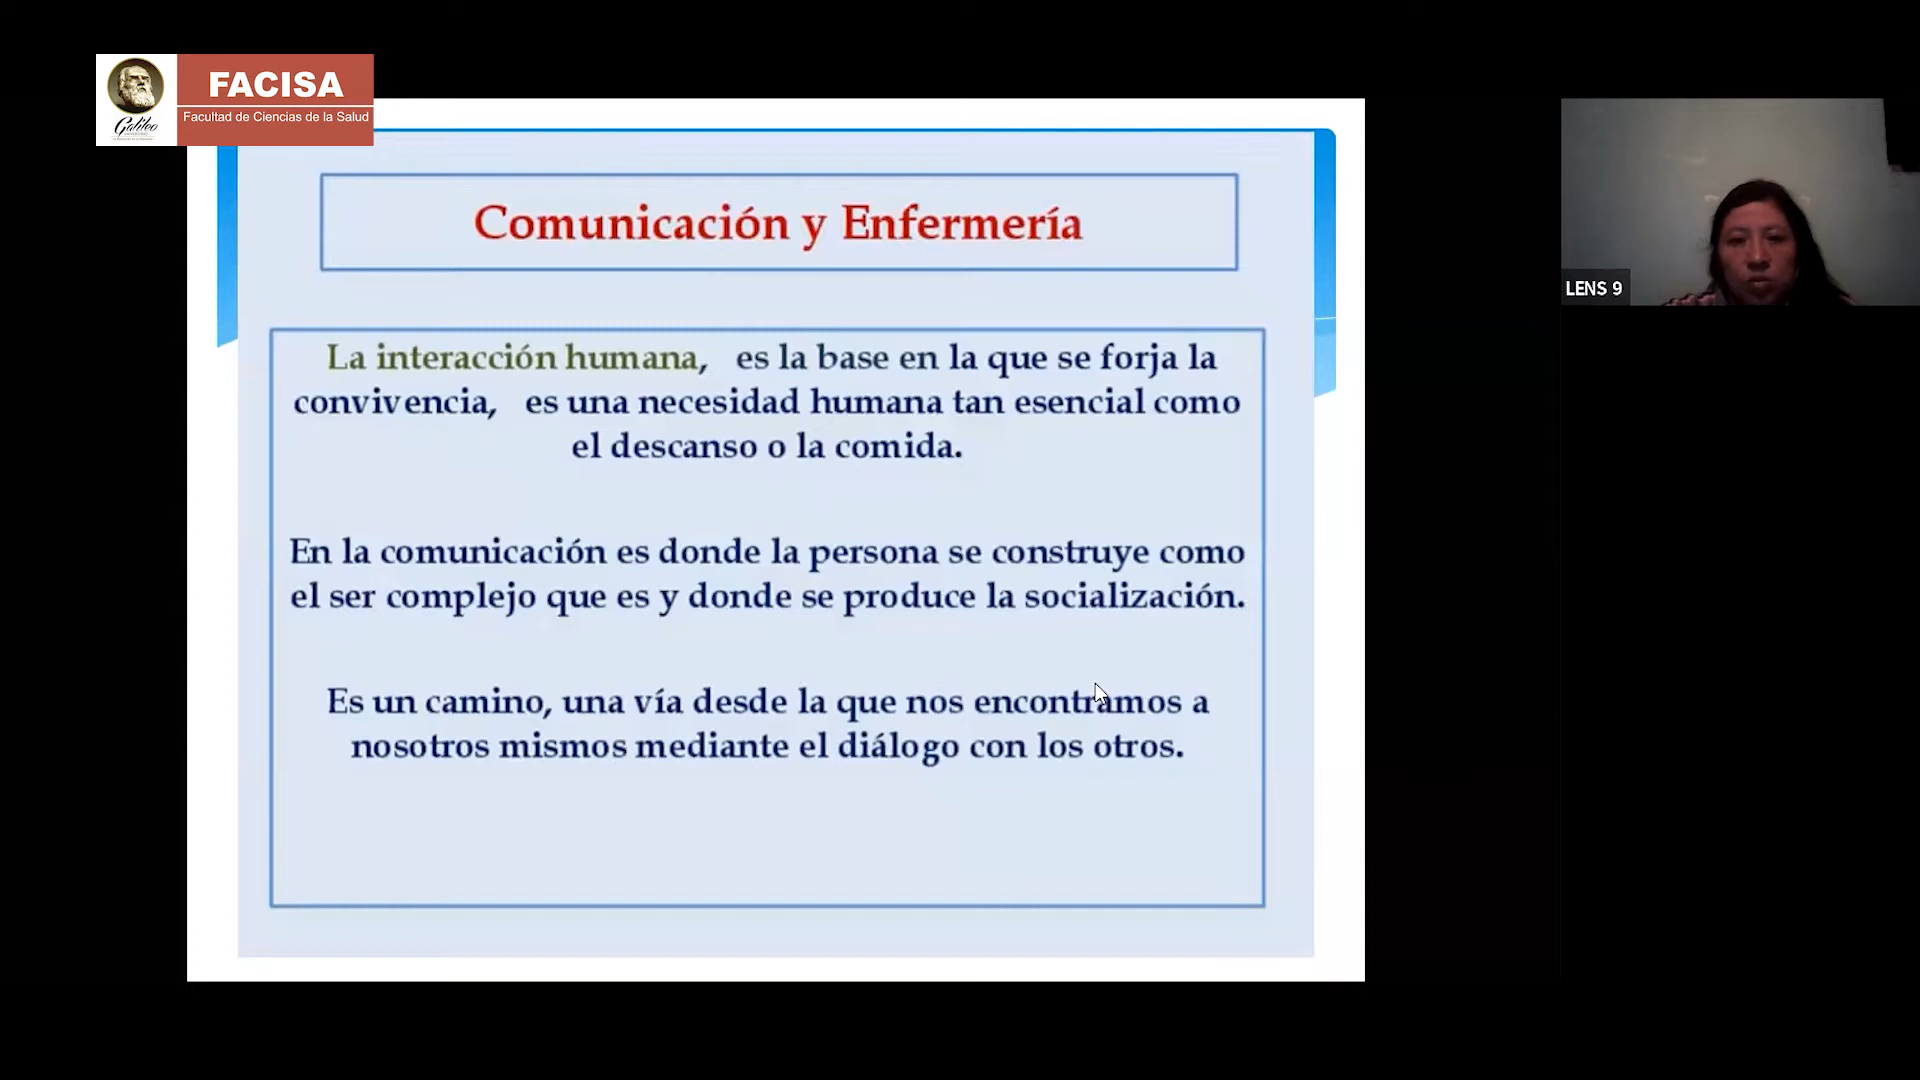 FACISA
Facultad de Ciencias de la Salud
Galileo
Comunicación y Enfermería
La interacción humana, es la base en la que se forja la
convivencia, es una necesidad humana tan esencial como
el descanso o la comida.
En la comunicación es donde la persona se construye como
el ser complejo que es y donde se produce la socialización.
Es un camino, una vía desde la que nos encontramos a
nosotros mismos mediante el diálogo con los otros.
LENS 9